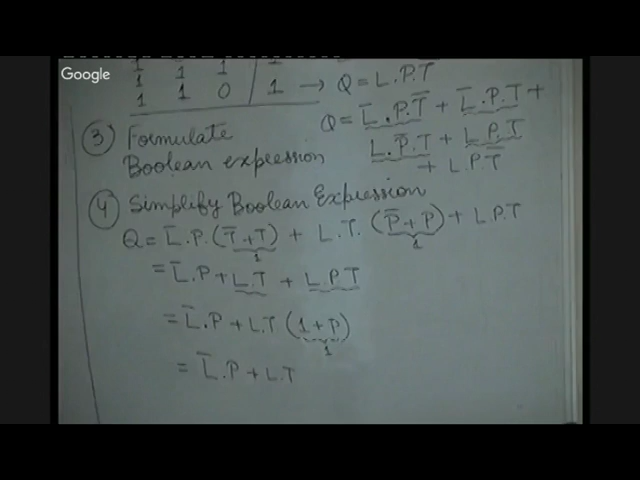 Google
1 1 1 | 1
1 1 0 | 1 → Q = L.P.T
③ Formulate
Boolean expression
Q = L̅.P.T̅ + L̅.P.T +
L.P̅.T + L.P.T
+ L.P.T̅
④ Simplify Boolean Expression
Q = L̅.P.(T̅+T) + L.T.(P̅+P) + L.P.T
1 1
= L̅.P + L.T + L.P.T
= L̅.P + L.T (1+P)
1
= L̅.P + L.T